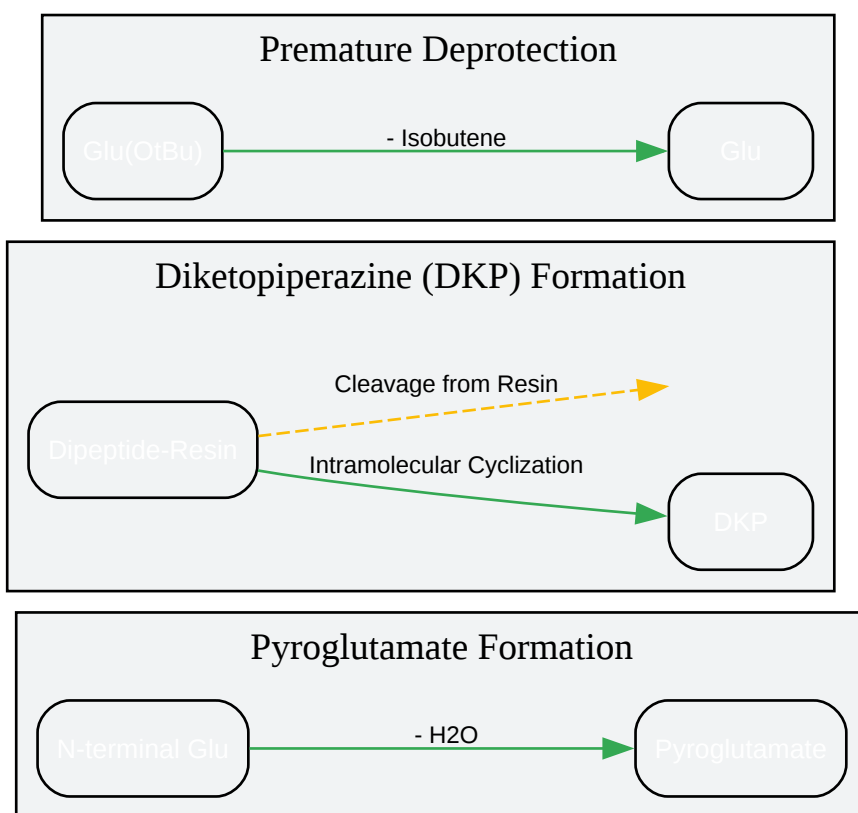 Premature Deprotection
Glu(OtBu)
- Isobutene
Glu
Diketopiperazine (DKP) Formation
Cleavage from Resin
Dipeptide-Resin
Intramolecular Cyclization
DKP
Pyroglutamate Formation
N-terminal Glu
- H2O
Pyroglutamate